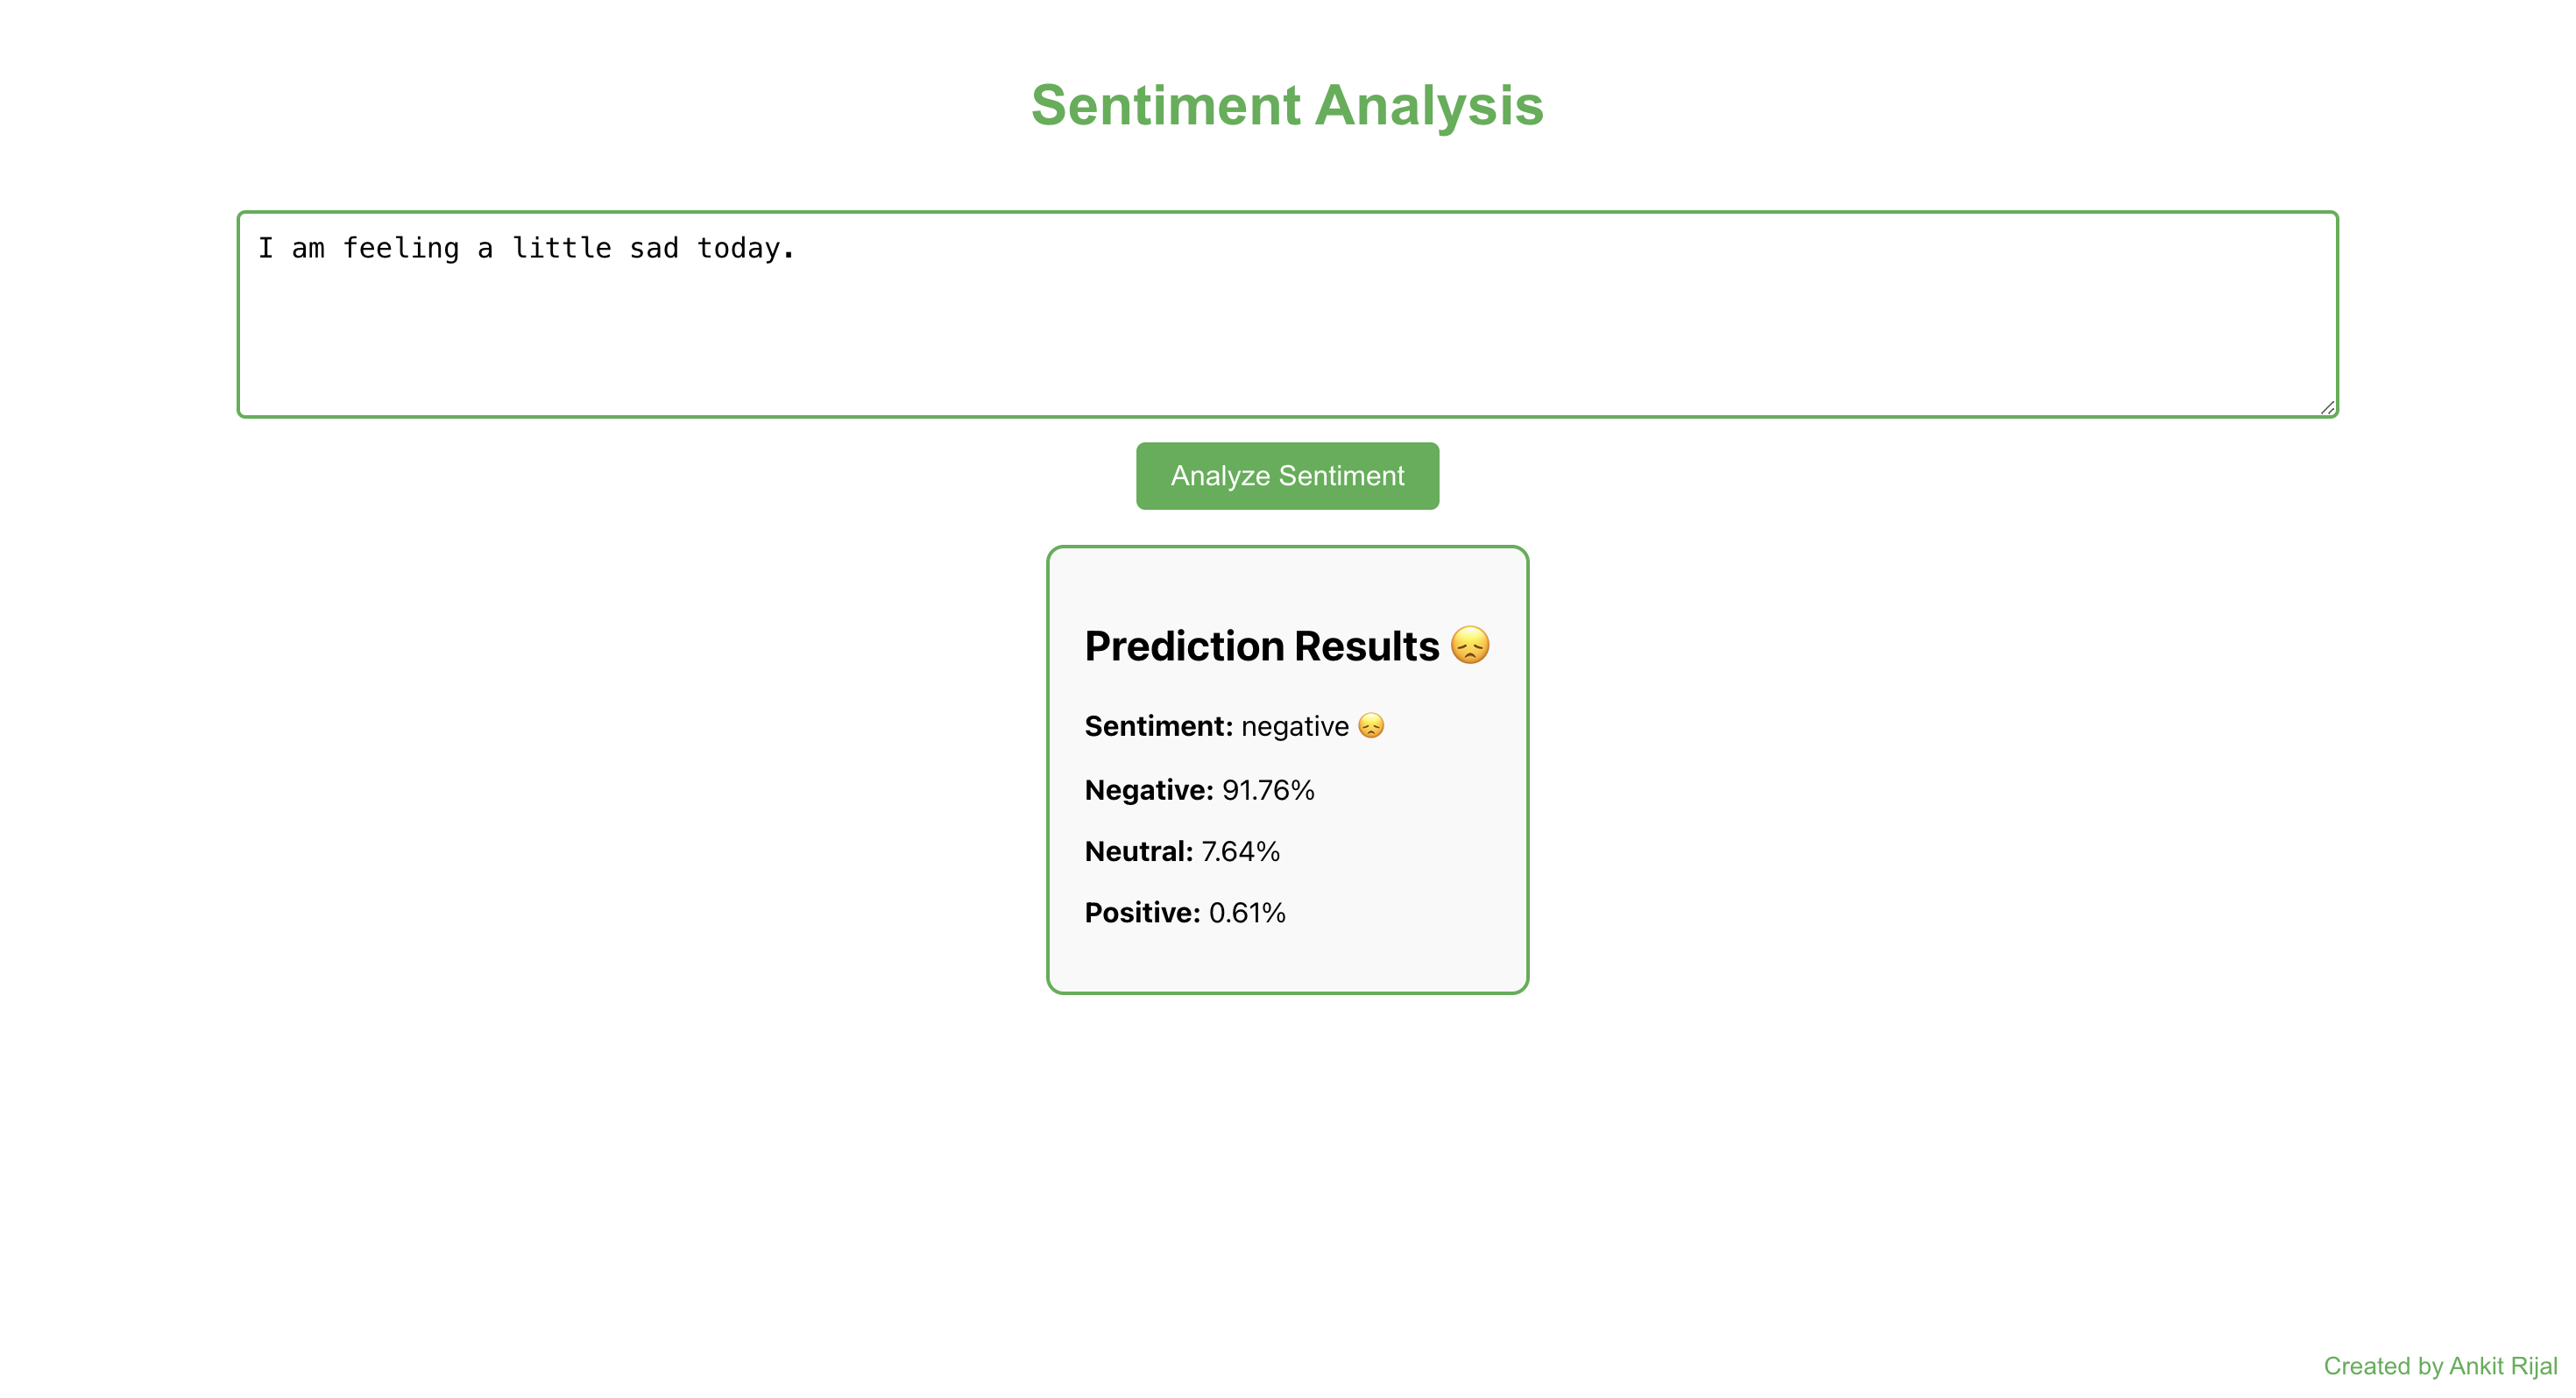 Sentiment Analysis
I am feeling a little sad today.
Analyze Sentiment
Prediction Results 😞
Sentiment: negative 😞
Negative: 91.76%
Neutral: 7.64%
Positive: 0.61%
Created by Ankit Rijal